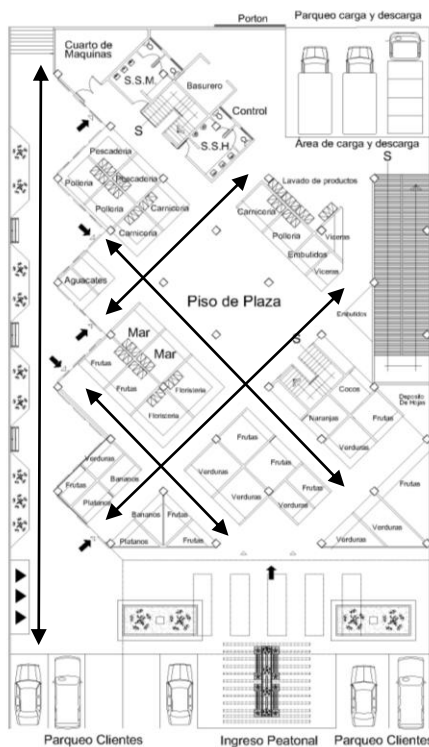 Porton
Parqueo carga y descarga
Cuarto de
Maquinas
S.S.M.
Basurero
Control
S
S.S.H.
Área de carga y descarga
S
Pescaderia
Pescaderia
Polleria
Polleria
Carniceria
Carniceria
Lavado de productos
Carniceria
Polleria
Viceras
Embutidos
Viceras
Aguacates
Piso de Plaza
Embutidos
Mar
Mar
S
Frutas
Frutas
Floristeria
Floristeria
Cocos
Deposito
De Hojas
Naranjas
Frutas
Verduras
Verduras
Frutas
Bananos
Platanos
Bananos
Frutas
Platanos
Frutas
Frutas
Verduras
Frutas
Verduras
Verduras
Frutas
Frutas
Verduras
Verduras
Parqueo Clientes
Ingreso Peatonal
Parqueo Clientes